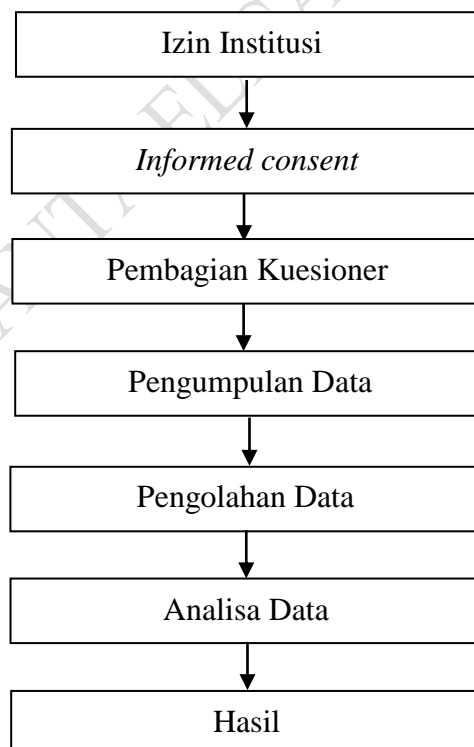 Izin Institusi
Informed consent
Pembagian Kuesioner
Pengumpulan Data
Pengolahan Data
Analisa Data
Hasil